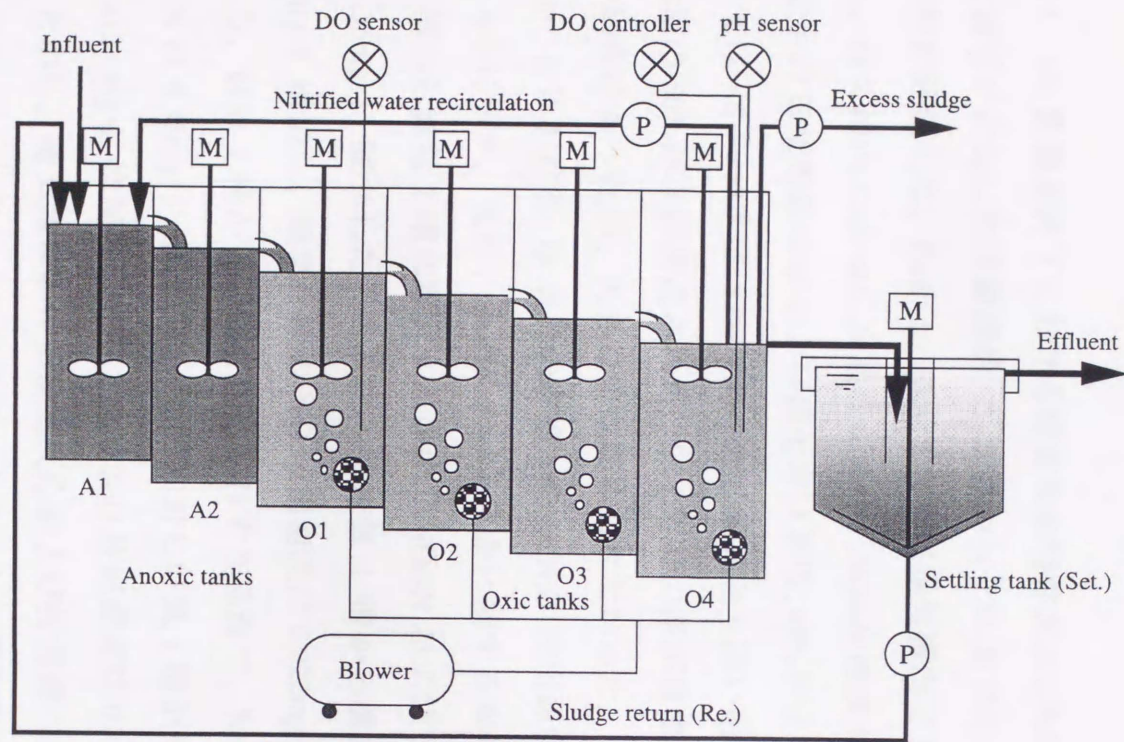 DO sensor
DO controller
pH sensor
Influent
Nitrified water recirculation
P
P
Excess sludge
M
M
M
M
M
M
M
Effluent
A1
A2
O1
O2
O3
O4
Anoxic tanks
Oxic tanks
Settling tank (Set.)
Blower
P
Sludge return (Re.)